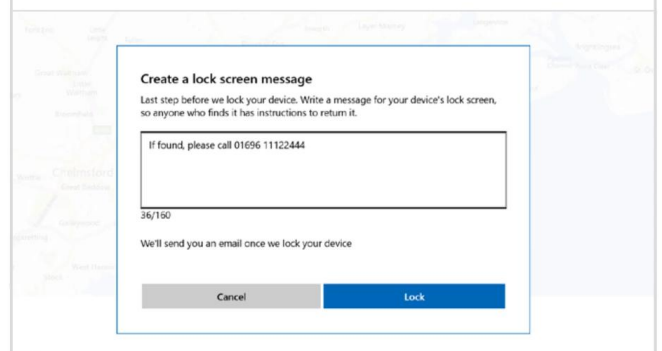 Create a lock screen message
Last step before we lock your device. Write a message for your device's lock screen,
so anyone who finds it has instructions to return it.
If found, please call 01696 11122444
36/160
We'll send you an email once we lock your device
Chelmsford
Cancel
Lock